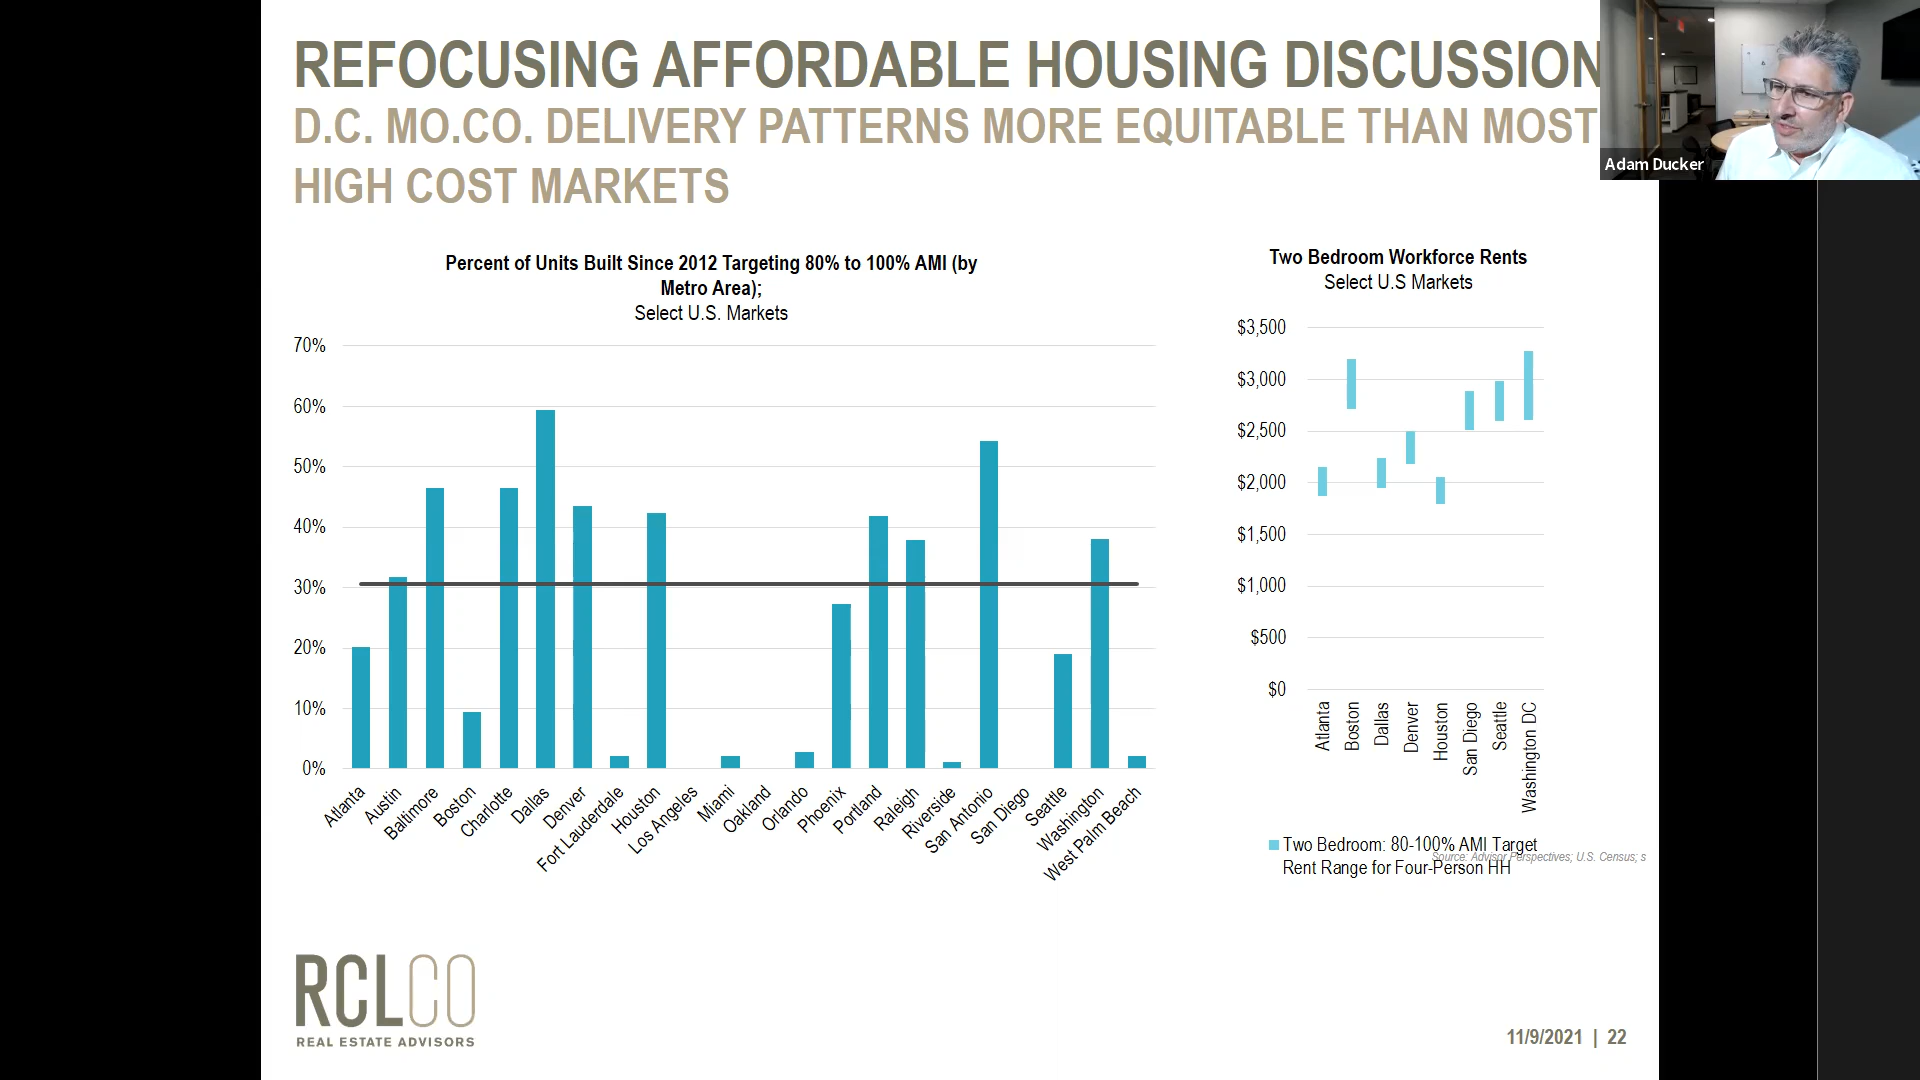 REFOCUSING AFFORDABLE HOUSING DISCUSSION
D.C. MO.CO. DELIVERY PATTERNS MORE EQUITABLE THAN MOST
HIGH COST MARKETS
Adam Ducker
Percent of Units Built Since 2012 Targeting 80% to 100% AMI (by
Metro Area);
Select U.S. Markets
70%
60%
50%
40%
30%
20%
10%
0%
Atlanta
Austin
Baltimore
Boston
Charlotte
Dallas
Denver
Fort Lauderdale
Houston
Los Angeles
Miami
Oakland
Orlando
Phoenix
Portland
Raleigh
Riverside
San Antonio
San Diego
Seattle
Washington
West Palm Beach
Two Bedroom Workforce Rents
Select U.S Markets
$3,500
$3,000
$2,500
$2,000
$1,500
$1,000
$500
$0
Atlanta
Boston
Dallas
Denver
Houston
San Diego
Seattle
Washington DC
Two Bedroom: 80-100% AMI Target
Rent Range for Four-Person HH
Source: Advisor Perspectives; U.S. Census; s
RCLCO
REAL ESTATE ADVISORS
11/9/2021 | 22